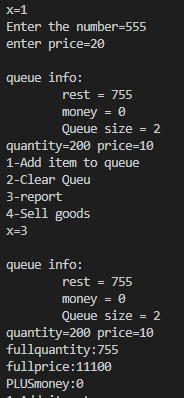 x=1
Enter the number=555
enter price=20
queue info:
rest = 755
money = 0
Queue size = 2
quantity=200 price=10
1-Add item to queue
2-Clear Queu
3-report
4-Sell goods
x=3
queue info:
rest = 755
money = 0
Queue size = 2
quantity=200 price=10
fullquantity:755
fullprice:11100
PLUSmoney:0